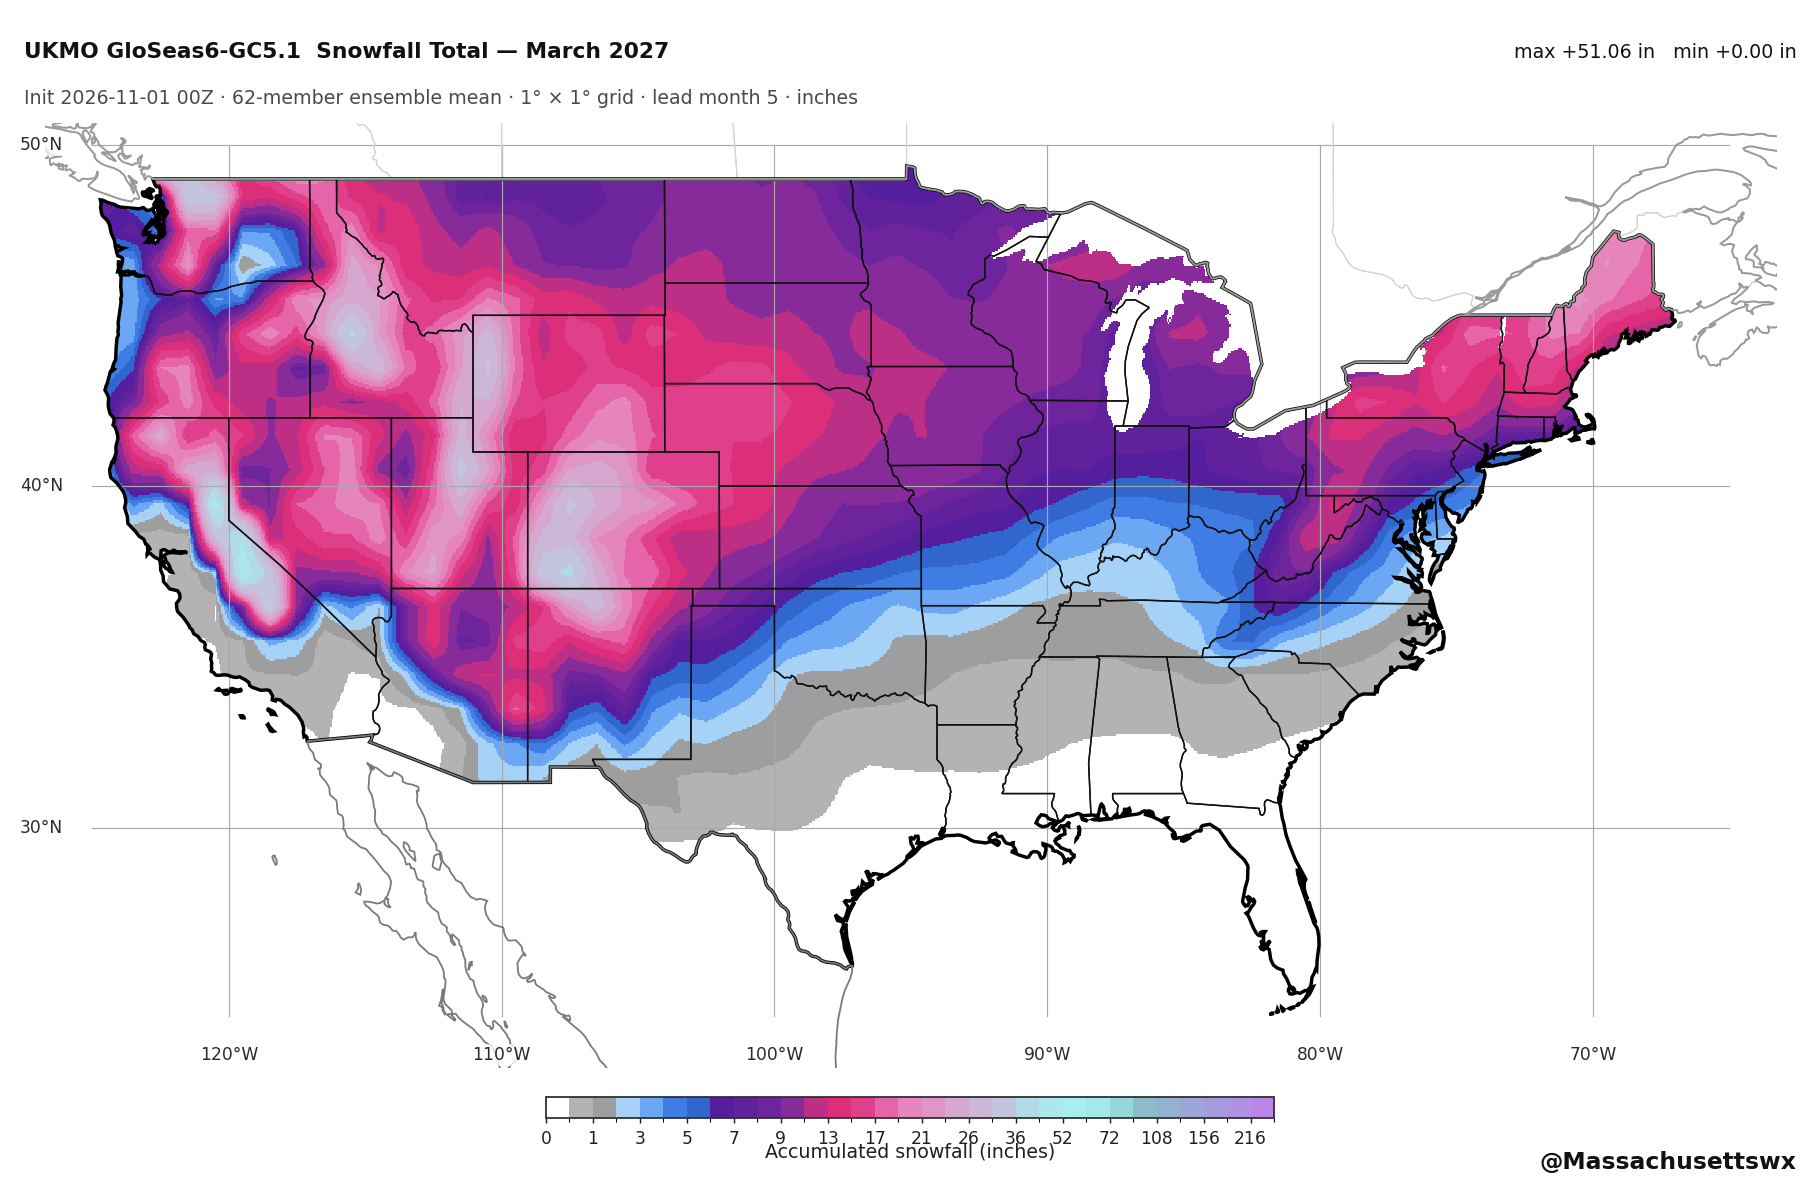 UKMO GloSeas6-GC5.1  Snowfall Total — March 2027
max +51.06 in   min +0.00 in
Init 2026-11-01 00Z · 62-member ensemble mean · 1° × 1° grid · lead month 5 · inches
50°N
40°N
30°N
120°W 110°W 100°W 90°W 80°W 70°W
0 1 3 5 7 9 13 17 21 26 36 52 72 108 156 216
Accumulated snowfall (inches)
@Massachusettswx